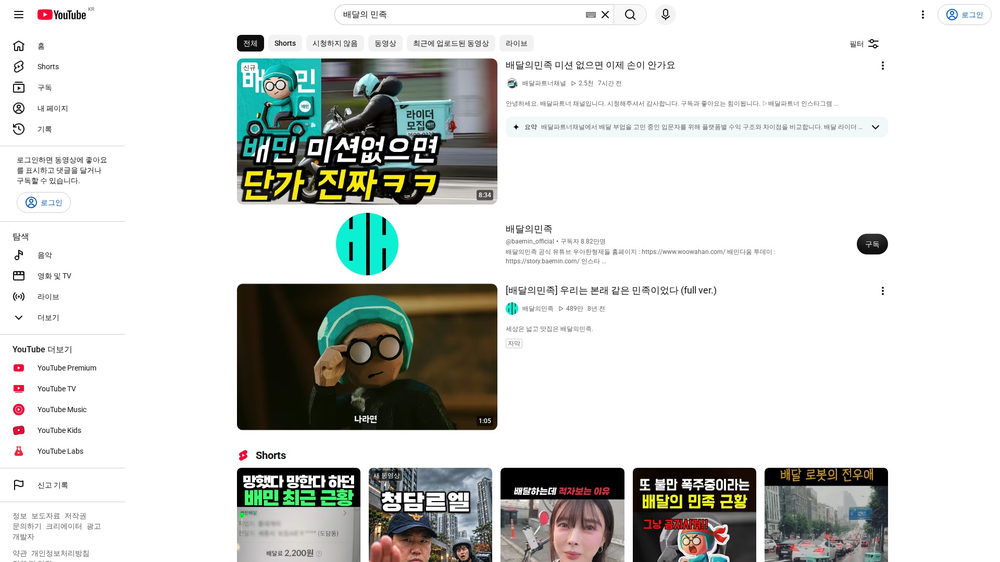 YouTube KR
배달의 민족
로그인
홈
Shorts
구독
내 페이지
기록
로그인하면 동영상에 좋아요
를 표시하고 댓글을 달거나
구독할 수 있습니다.
로그인
탐색
음악
영화 및 TV
라이브
더보기
YouTube 더보기
YouTube Premium
YouTube TV
YouTube Music
YouTube Kids
YouTube Labs
신고 기록
정보 보도자료 저작권
문의하기 크리에이터 광고
개발자
약관 개인정보처리방침
전체 Shorts 시청하지 않음 동영상 최근에 업로드된 동영상 라이브
필터
신규
라이더
모집
배민 미션없으면
단가 진짜ㅋㅋ
8:34
배달의민족 미션 없으면 이제 손이 안가요
배달파트너채널 2.5천 7시간 전
안녕하세요. 배달파트너 채널입니다. 시청해주셔서 감사합니다. 구독과 좋아요는 힘이됩니다. ▷배달파트너 인스타그램 ...
요약 배달파트너채널에서 배달 부업을 고민 중인 입문자를 위해 플랫폼별 수익 구조와 차이점을 비교합니다. 배달 라이더 ...
배달의민족
@baemin_official • 구독자 8.82만명
배달의민족 공식 유튜브 우아한형제들 홈페이지 : https://www.woowahan.com/ 배민다움 투데이 :
https://story.baemin.com/ 인스타 ...
구독
나라면
1:05
[배달의민족] 우리는 본래 같은 민족이었다 (full ver.)
배달의민족 489만 8년 전
세상은 넓고 맛집은 배달의민족.
자막
Shorts
망했다 망한다 하던
배민 최근 근황
(도담동)
배달료 2,200원
새 동영상
청담르엘
배달하는데 적자보는 이유
또 불만 폭주중이라는
배달의 민족 근황
배달 로봇의 전우애